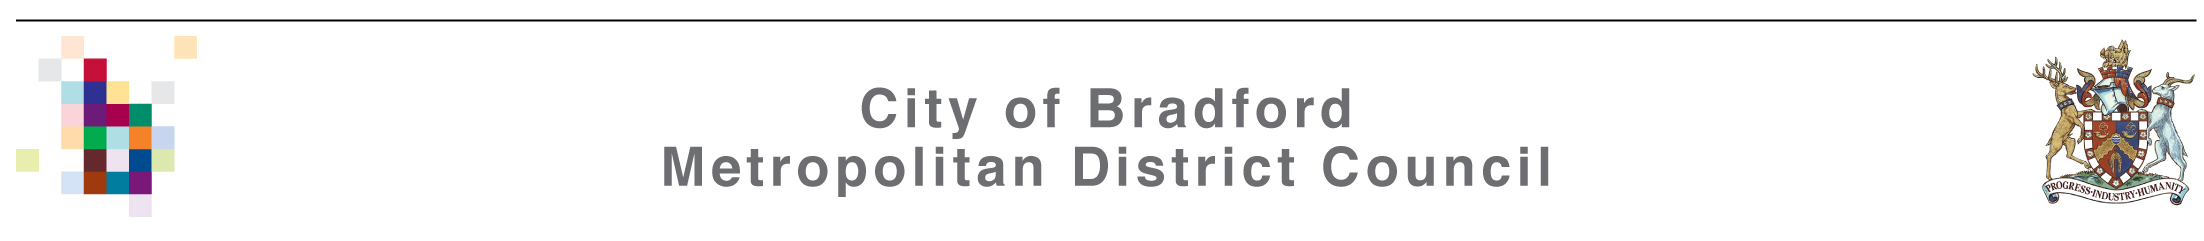 City of Bradford
Metropolitan District Council
PROGRESS·INDUSTRY·HUMANITY